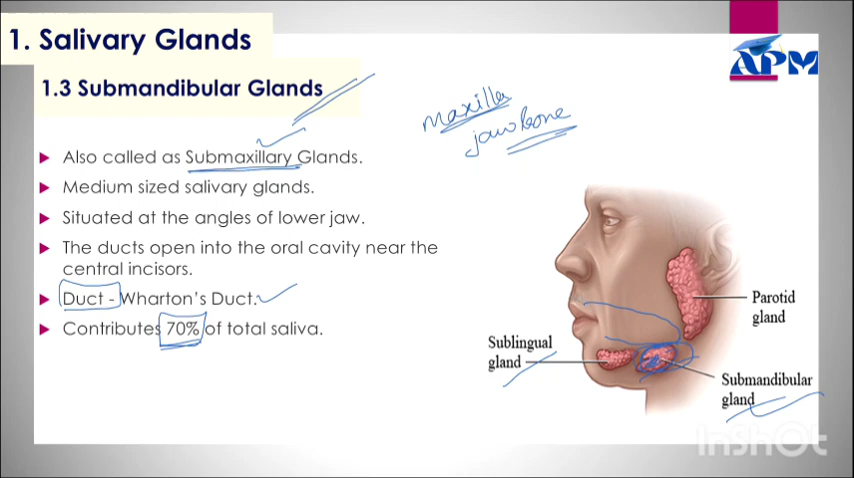 1. Salivary Glands
1.3 Submandibular Glands
APM
maxilla
jaw bone
Also called as Submaxillary Glands.
Medium sized salivary glands.
Situated at the angles of lower jaw.
The ducts open into the oral cavity near the
central incisors.
Duct - Wharton's Duct.
Contributes 70% of total saliva.
Parotid
gland
Sublingual
gland
Submandibular
gland
InShOt